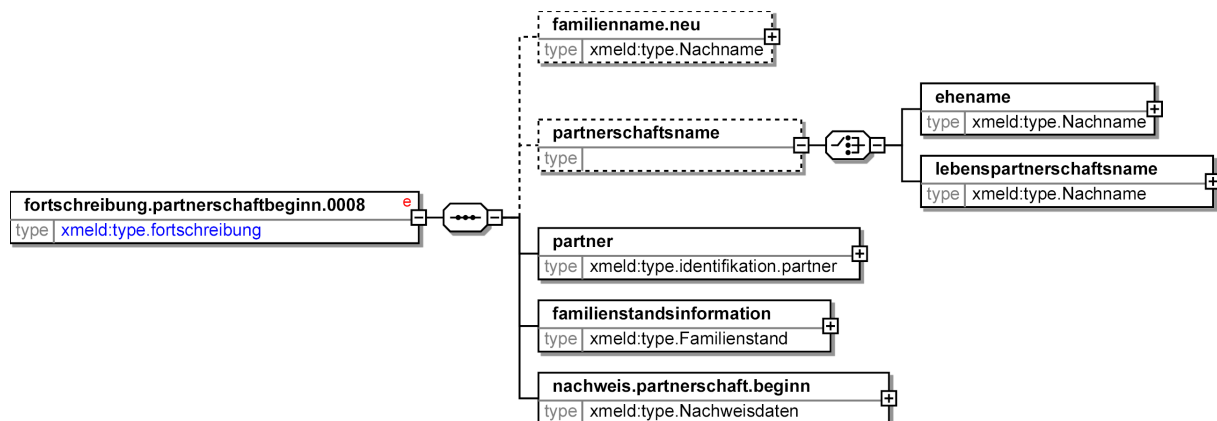 familienname.neu
type xmeld:type.Nachname
ehename
type xmeld:type.Nachname
partnerschaftsname
type
lebenspartnerschaftsname
type xmeld:type.Nachname
fortschreibung.partnerschaftbeginn.0008 e
type xmeld:type.fortschreibung
partner
type xmeld:type.identifikation.partner
familienstandsinformation
type xmeld:type.Familienstand
nachweis.partnerschaft.beginn
type xmeld:type.Nachweisdaten